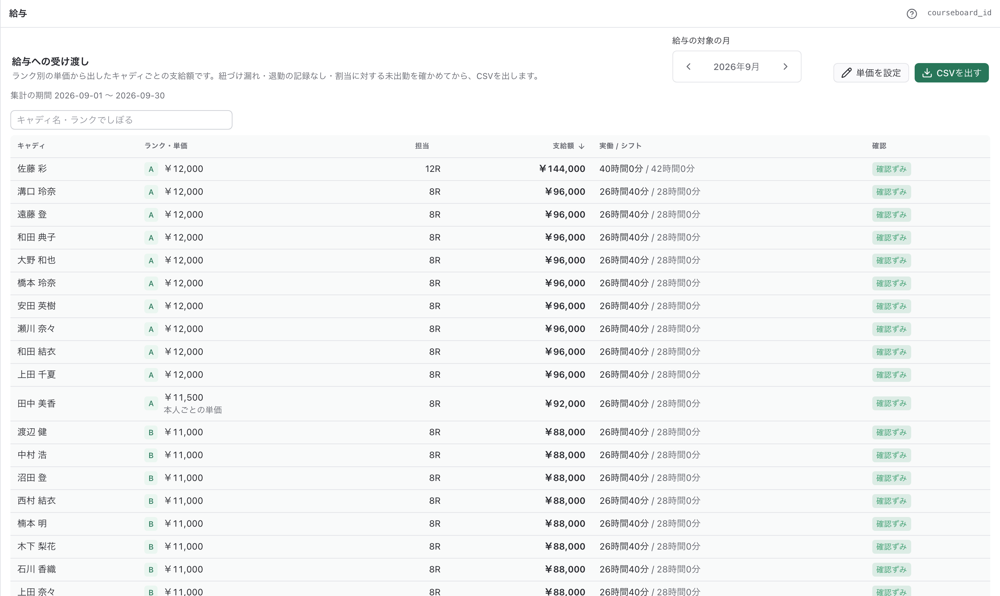 給与
courseboard_id
給与の対象の月
給与への受け渡し
ランク別の単価から出したキャディごとの支給額です。紐づけ漏れ・退勤の記録なし・割当に対する未出勤を確かめてから、CSVを出します。
2026年9月
単価を設定
CSVを出す
集計の期間 2026-09-01 〜 2026-09-30
キャディ名・ランクでしぼる
キャディ ランク・単価 担当 支給額 ↓ 実働 / シフト 確認
佐藤 彩 A ¥12,000 12R ¥144,000 40時間0分 / 42時間0分 確認ずみ
溝口 玲奈 A ¥12,000 8R ¥96,000 26時間40分 / 28時間0分 確認ずみ
遠藤 登 A ¥12,000 8R ¥96,000 26時間40分 / 28時間0分 確認ずみ
和田 典子 A ¥12,000 8R ¥96,000 26時間40分 / 28時間0分 確認ずみ
大野 和也 A ¥12,000 8R ¥96,000 26時間40分 / 28時間0分 確認ずみ
橋本 玲奈 A ¥12,000 8R ¥96,000 26時間40分 / 28時間0分 確認ずみ
安田 英樹 A ¥12,000 8R ¥96,000 26時間40分 / 28時間0分 確認ずみ
瀬川 奈々 A ¥12,000 8R ¥96,000 26時間40分 / 28時間0分 確認ずみ
和田 結衣 A ¥12,000 8R ¥96,000 26時間40分 / 28時間0分 確認ずみ
上田 千夏 A ¥12,000 8R ¥96,000 26時間40分 / 28時間0分 確認ずみ
田中 美香 A ¥11,500 8R ¥92,000 26時間40分 / 28時間0分 確認ずみ
本人ごとの単価
渡辺 健 B ¥11,000 8R ¥88,000 26時間40分 / 28時間0分 確認ずみ
中村 浩 B ¥11,000 8R ¥88,000 26時間40分 / 28時間0分 確認ずみ
沼田 登 B ¥11,000 8R ¥88,000 26時間40分 / 28時間0分 確認ずみ
西村 結衣 B ¥11,000 8R ¥88,000 26時間40分 / 28時間0分 確認ずみ
楠本 明 B ¥11,000 8R ¥88,000 26時間40分 / 28時間0分 確認ずみ
木下 梨花 B ¥11,000 8R ¥88,000 26時間40分 / 28時間0分 確認ずみ
石川 香織 B ¥11,000 8R ¥88,000 26時間40分 / 28時間0分 確認ずみ
上田 奈々 B ¥11,000 8R ¥88,000 26時間40分 / 28時間0分 確認ずみ